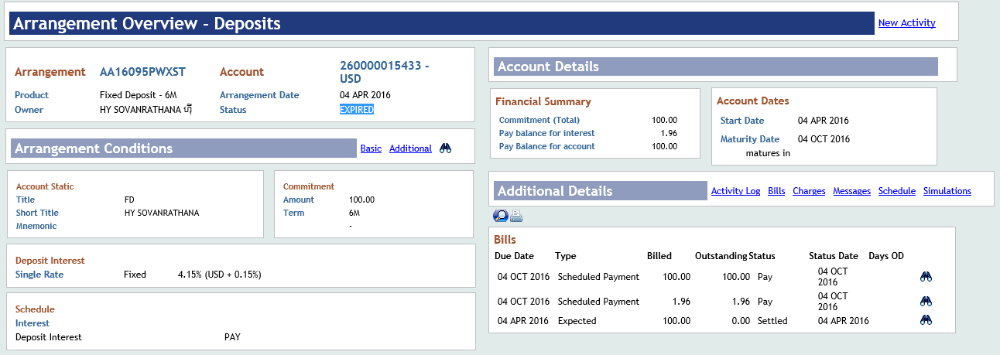 Arrangement Overview - Deposits
New Activity
Arrangement AA16095PWXST Account 260000015433 - USD
Product Fixed Deposit - 6M Arrangement Date 04 APR 2016
Owner HY SOVANRATHANA ហ៊ី Status EXPIRED
Arrangement Conditions Basic Additional
Account Static
Title FD
Short Title HY SOVANRATHANA
Mnemonic
Commitment
Amount 100.00
Term 6M
-
Deposit Interest
Single Rate Fixed 4.15% (USD + 0.15%)
Schedule
Interest
Deposit Interest PAY
Account Details
Financial Summary
Commitment (Total) 100.00
Pay balance for interest 1.96
Pay Balance for account 100.00
Account Dates
Start Date 04 APR 2016
Maturity Date 04 OCT 2016
matures in
Additional Details Activity Log Bills Charges Messages Schedule Simulations
Bills
Due Date Type Billed Outstanding Status Status Date Days OD
04 OCT 2016 Scheduled Payment 100.00 100.00 Pay 04 OCT 2016
04 OCT 2016 Scheduled Payment 1.96 1.96 Pay 04 OCT 2016
04 APR 2016 Expected 100.00 0.00 Settled 04 APR 2016